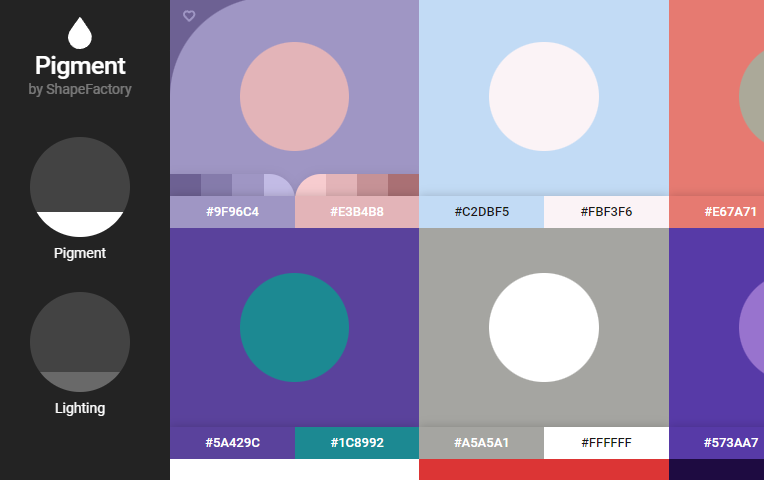 Pigment
by ShapeFactory
Pigment
Lighting
#9F96C4
#E3B4B8
#C2DBF5
#FBF3F6
#E67A71
#5A429C
#1C8992
#A5A5A1
#FFFFFF
#573AA7